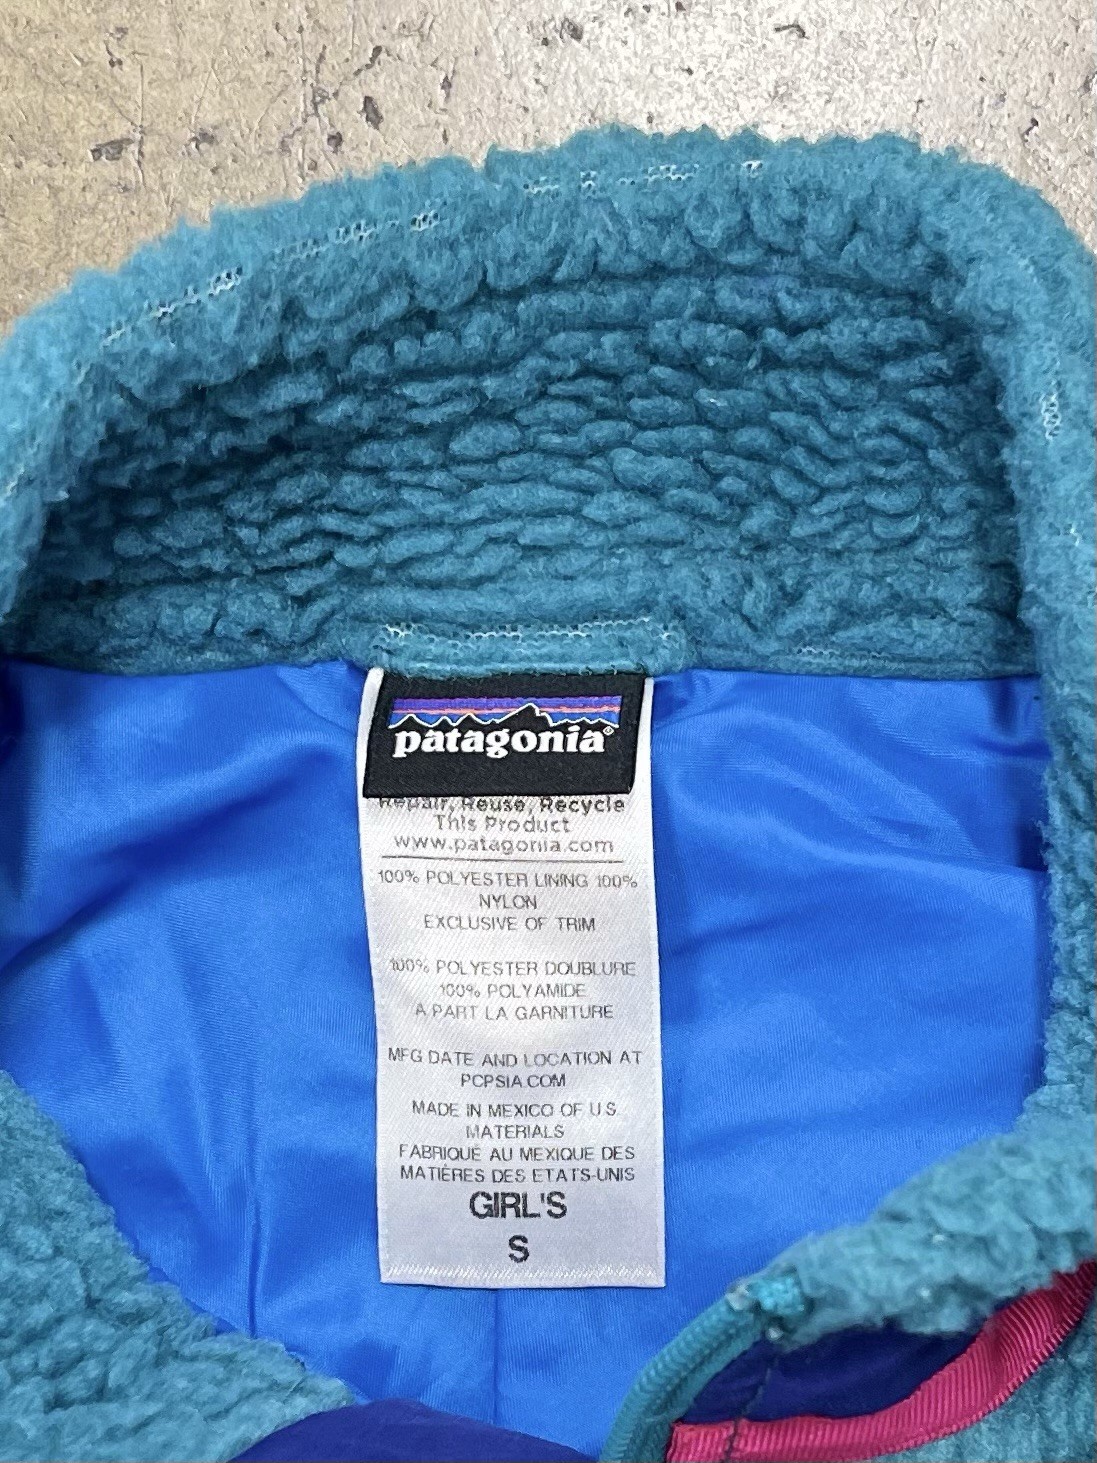 patagonia®
Repair, Reuse, Recycle
This Product
www.patagonia.com
100% POLYESTER LINING 100%
NYLON
EXCLUSIVE OF TRIM
100% POLYESTER DOUBLURE
100% POLYAMIDE
A PART LA GARNITURE
MFG DATE AND LOCATION AT
PCPSIA.COM
MADE IN MEXICO OF U.S.
MATERIALS
FABRIQUÉ AU MEXIQUE DES
MATIÈRES DES ETATS-UNIS
GIRL'S
S